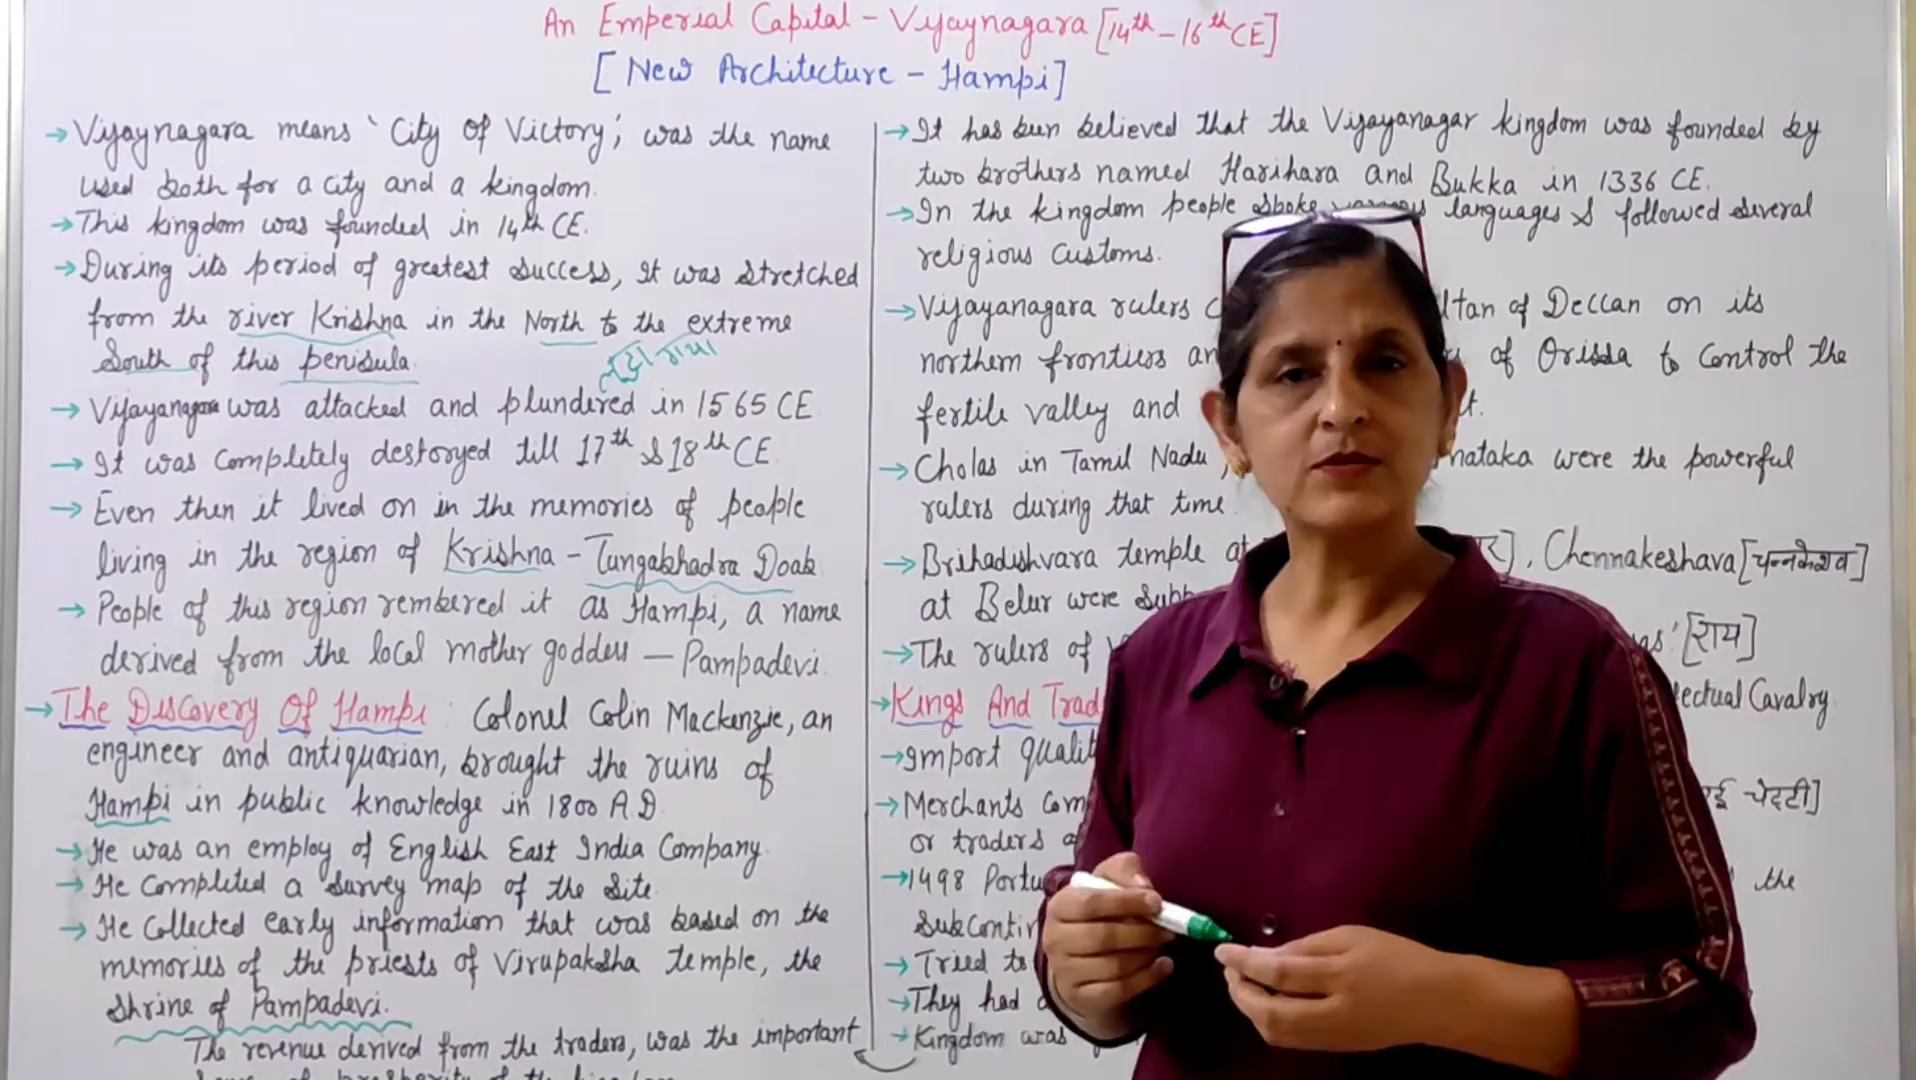 An Emperial Capital - Vijaynagara [14th - 16th CE]
[New Architecture - Hampi]
→ Vijaynagara means 'City of Victory', was the name
used both for a city and a kingdom.
→ This kingdom was founded in 14th CE.
→ During its period of greatest success, It was stretched
from the river Krishna in the North to the extreme
South of this penisula.
→ Vijayanagara was attacked and plundered in 1565 CE
→ It was completely destoryed till 17th & 18th CE.
→ Even then it lived on in the memories of people
living in the region of Krishna - Tungabhadra Doab
→ People of this region rembered it as Hampi, a name
derived from the local mother goddess — Pampadevi.
→ The Discovery Of Hampi : Colonel Colin Mackenzie, an
engineer and antiquarian, brought the ruins of
Hampi in public knowledge in 1800 A.D.
→ He was an employ of English East India Company.
→ He Completed a survey map of the site.
→ He Collected early information that was based on the
memories of the priests of Virupaksha temple, the
shrine of Pampadevi.
The revenue derived from the traders, was the important
→ It has been believed that the Vijayanagar kingdom was founded by
two brothers named Harihara and Bukka in 1336 CE.
→ In the kingdom people spoke various languages & followed several
religious customs.
→ Vijayanagara rulers of Deccan on its
northern frontiers of Orissa to Control the
fertile valley and
→ Cholas in Tamil Nadu, were the powerful
rulers during that time.
→ Brihadishvara temple at , Chennakeshava [चन्नकेशव]
at Belur were
→ The rulers of [राय]
→ Kings And Cavalry.
→ Import
→ Merchants चेट्टी]
or traders
→ 1498 the
→ Tried to
→ They had
→ Kingdom was